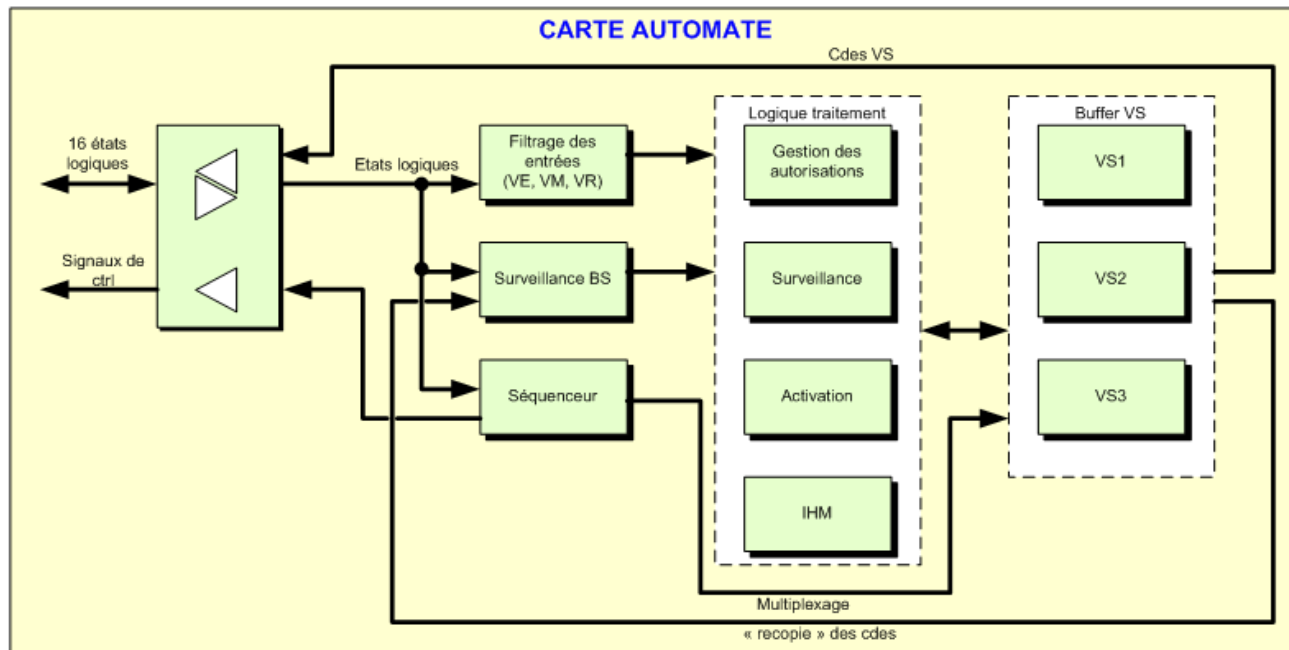 CARTE AUTOMATE
Cdes VS
16 états
logiques
Signaux de
ctrl
Etats logiques
Filtrage des
entrées
(VE, VM, VR)
Surveillance BS
Séquenceur
Logique traitement
Gestion des
autorisations
Surveillance
Activation
IHM
Buffer VS
VS1
VS2
VS3
Multiplexage
« recopie » des cdes